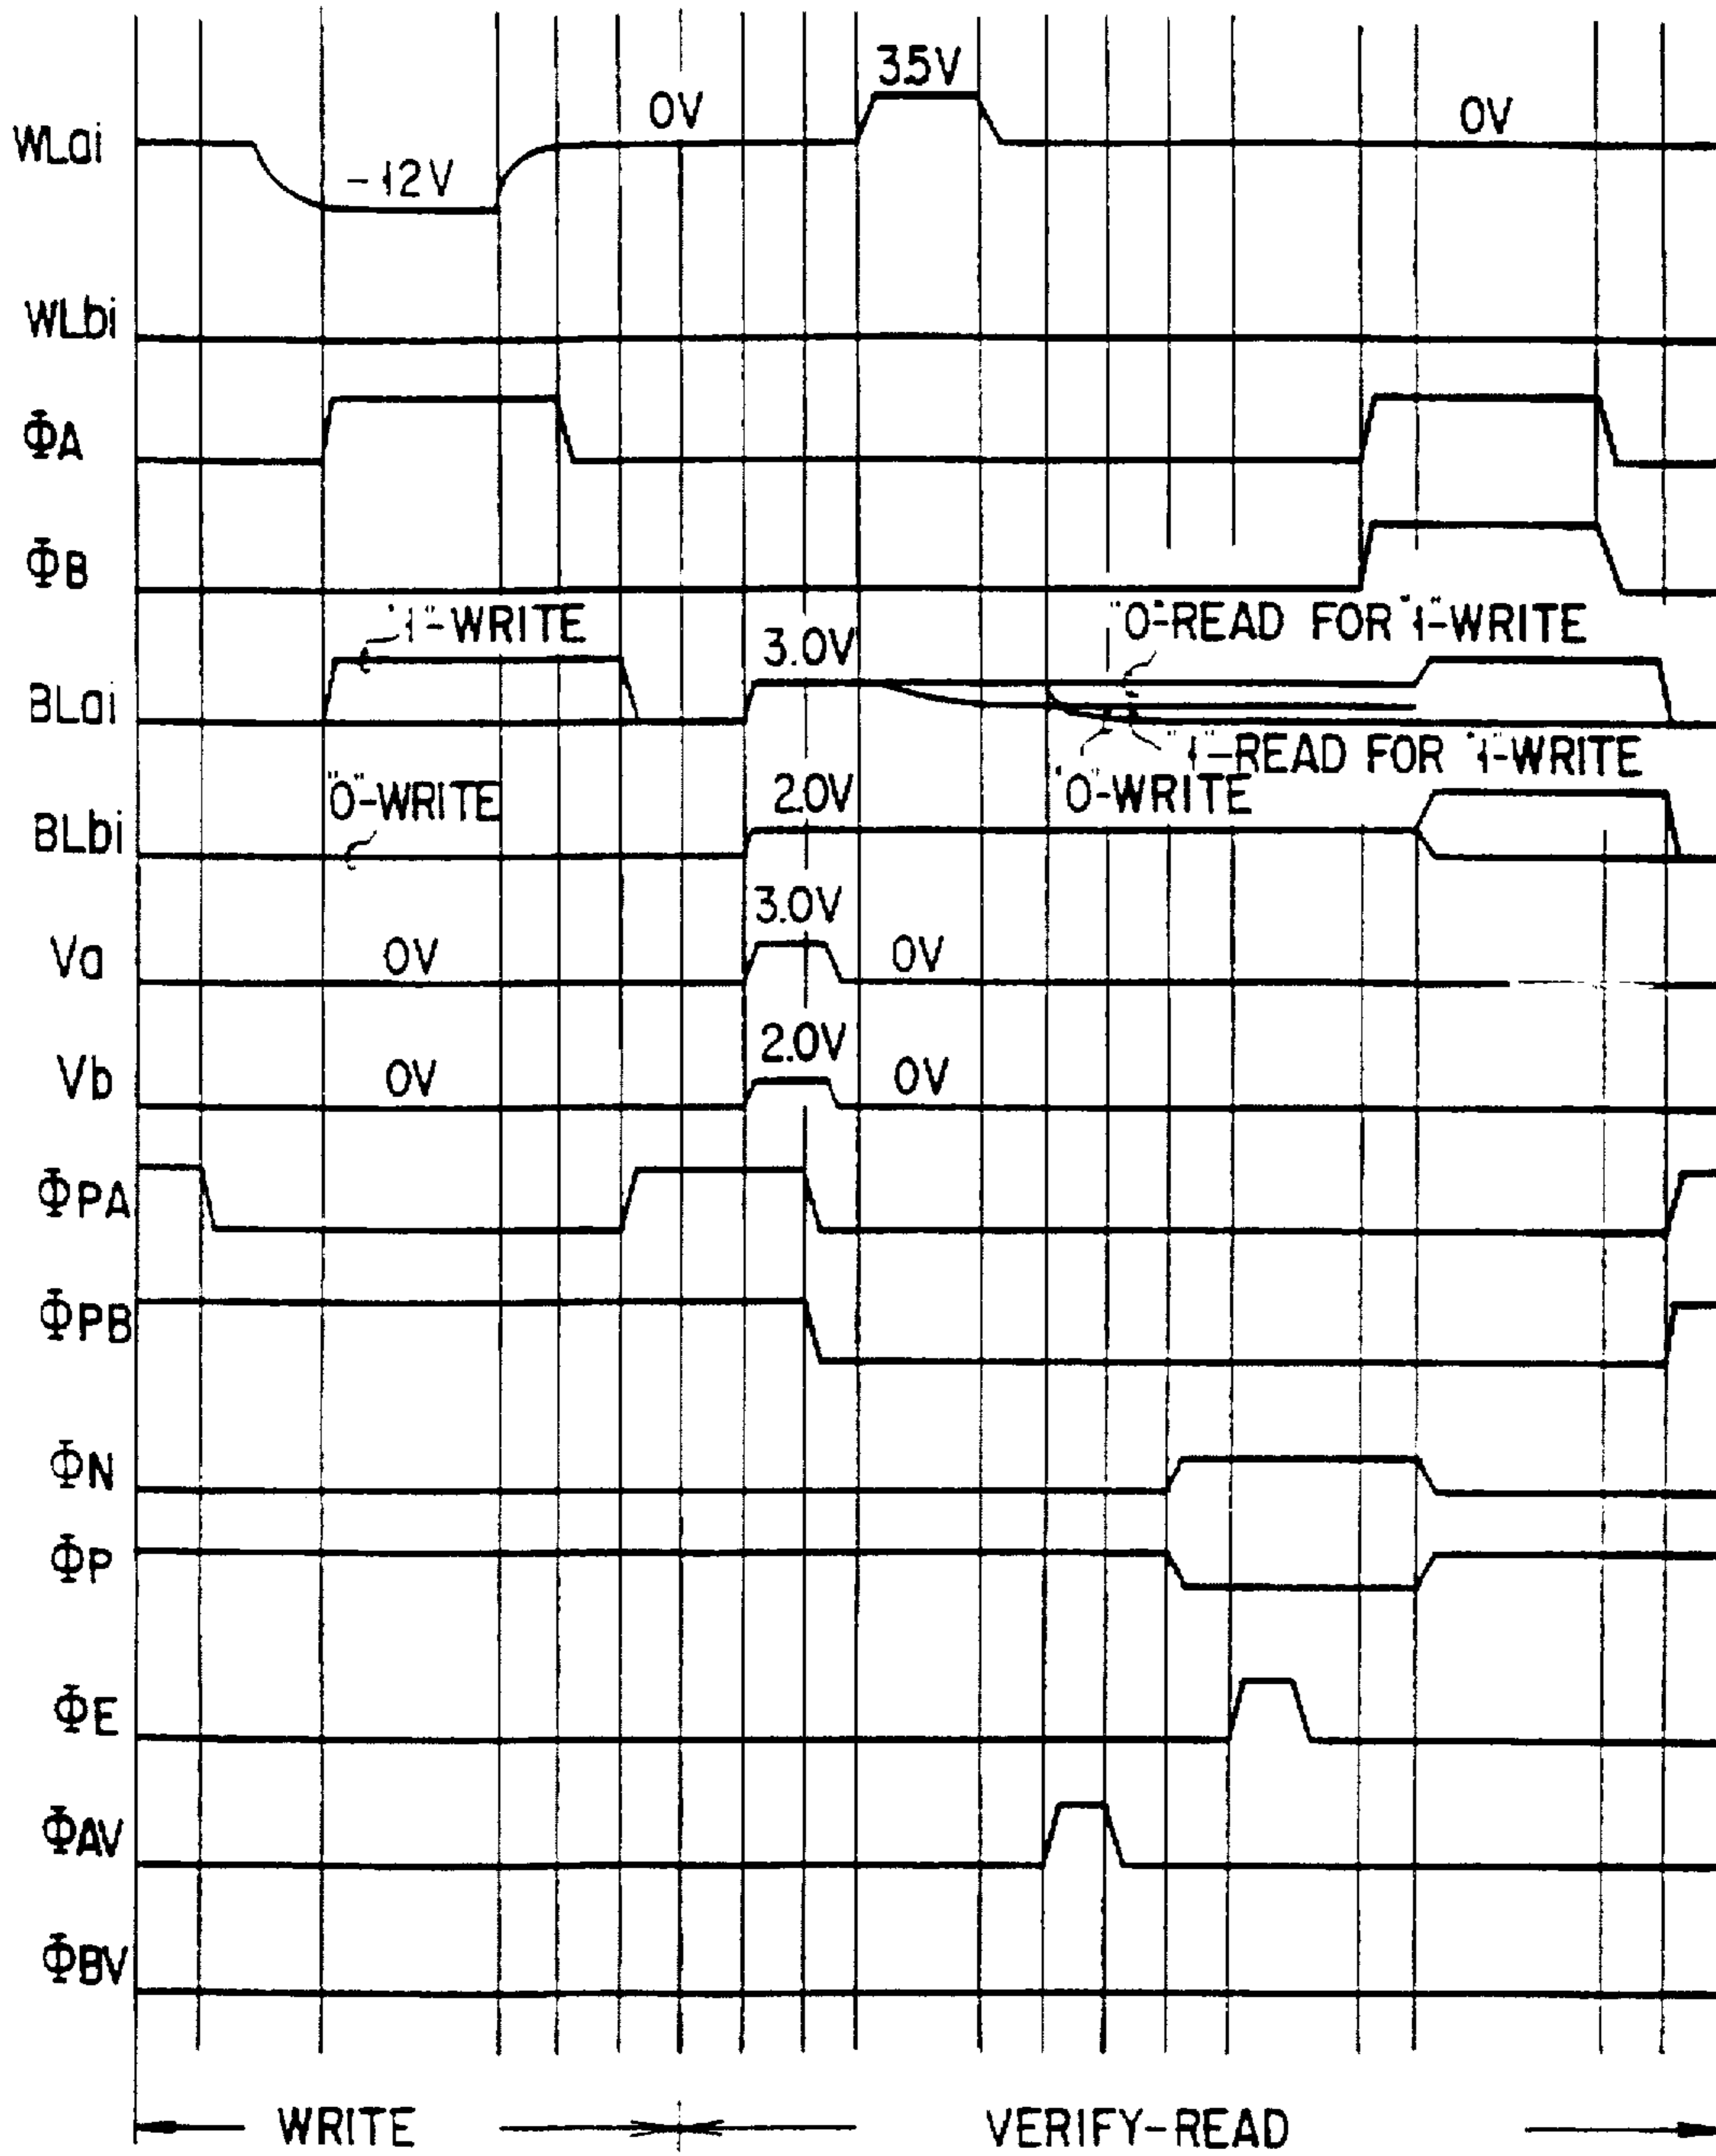 3.5V
0V
0V
WLai
-12V
WLbi
ΦA
ΦB
"1"-WRITE
"0"-READ FOR "1"-WRITE
3.0V
BLai
"1"-READ FOR "1"-WRITE
"0"-WRITE
2.0V
"0"-WRITE
BLbi
3.0V
Va
0V
0V
2.0V
Vb
0V
0V
ΦPA
ΦPB
ΦN
ΦP
ΦE
ΦAV
ΦBV
WRITE
VERIFY-READ